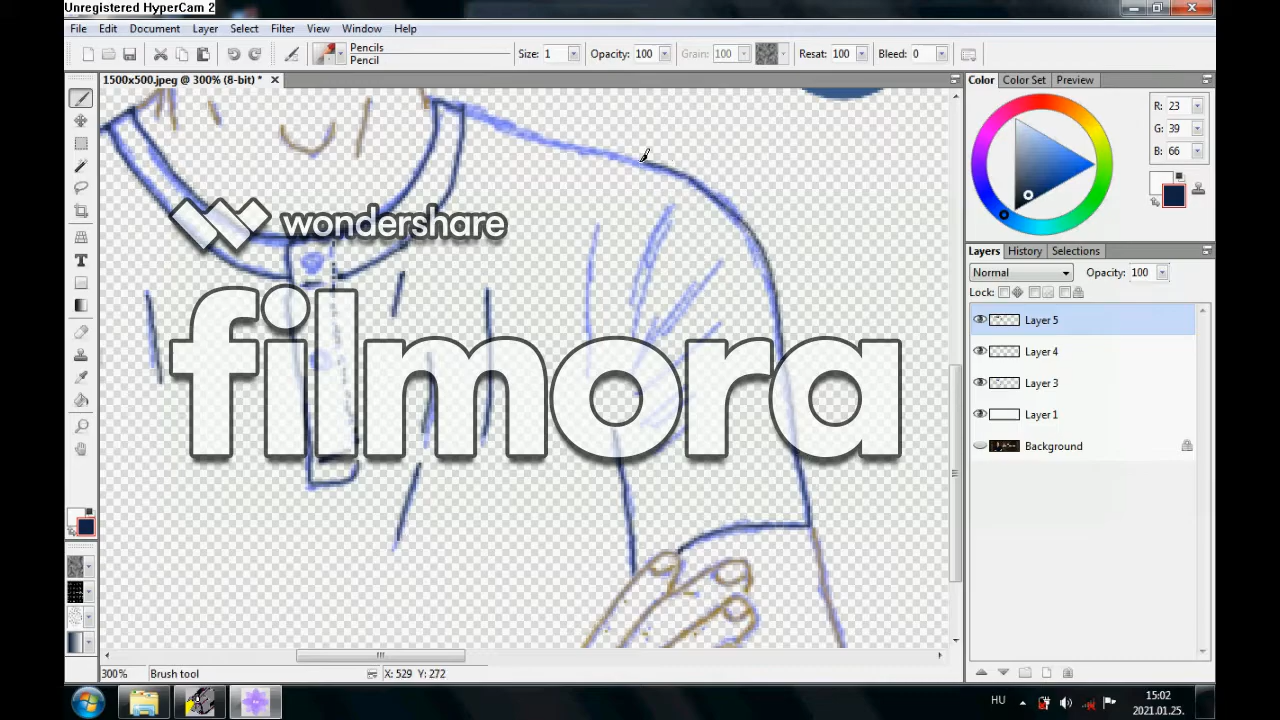 Unregistered HyperCam 2
File Edit Document Layer Select Filter View Window Help
Pencils
Pencil
Size: 1 Opacity: 100 Grain: 100 Resat: 100 Bleed: 0
1500x500.jpeg @ 300% (8-bit) *
Color Color Set Preview
R: 23
G: 39
B: 66
wondershare
filmora
Layers History Selections
Normal Opacity: 100
Lock:
Layer 5
Layer 4
Layer 3
Layer 1
Background
300% Brush tool X: 529 Y: 272
HU 15:02
2021.01.25.